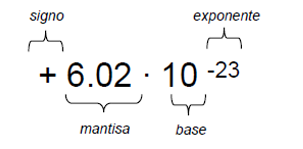 signo exponente
+ 6.02 · 10 -23
mantisa base